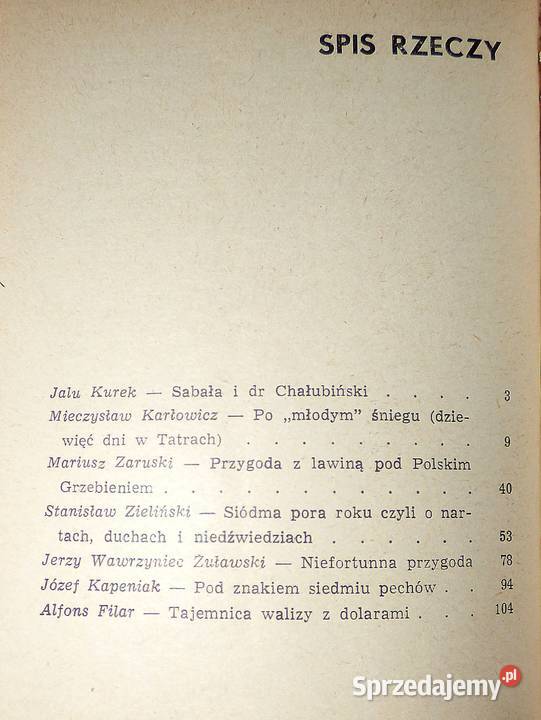 SPIS RZECZY
Jalu Kurek — Sabała i dr Chałubiński . . . . 3
Mieczysław Karłowicz — Po „młodym” śniegu (dzie-
więć dni w Tatrach) . . . . . . . . . 9
Mariusz Zaruski — Przygoda z lawiną pod Polskim
Grzebieniem . . . . . . . . . . . . 40
Stanisław Zieliński — Siódma pora roku czyli o nar-
tach, duchach i niedźwiedziach . . . . . 53
Jerzy Wawrzyniec Żuławski — Niefortunna przygoda 78
Józef Kapeniak — Pod znakiem siedmiu pechów . . 94
Alfons Filar — Tajemnica walizy z dolarami . . . 104
Sprzedajemy.pl